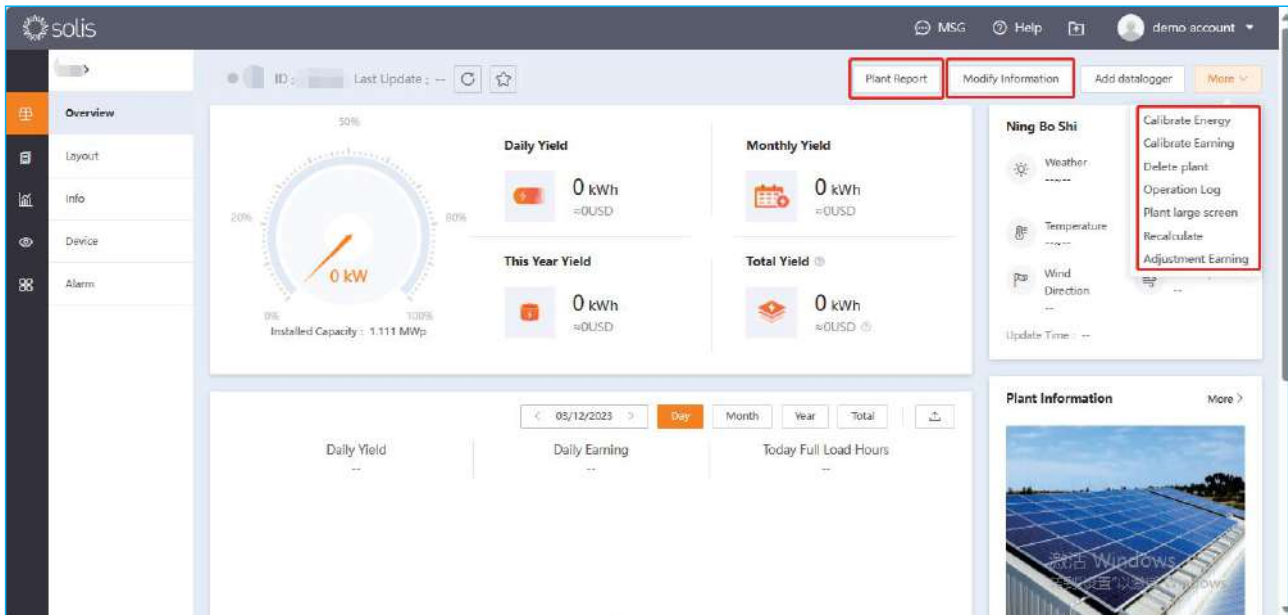 solis
MSG
Help
demo account
ID:
Last Update : --
Plant Report
Modify Information
Add datalogger
More
Overview
Layout
Info
Device
Alarm
50%
20%
80%
0%
100%
0 kW
Installed Capacity : 1.111 MWp
Daily Yield
0 kWh
≈0USD
Monthly Yield
0 kWh
≈0USD
This Year Yield
0 kWh
≈0USD
Total Yield
0 kWh
≈0USD
Ning Bo Shi
Weather
--/--
Temperature
--/--
Wind
Direction
--
--
Update Time : --
Calibrate Energy
Calibrate Earning
Delete plant
Operation Log
Plant large screen
Recalculate
Adjustment Earning
03/12/2023
Day
Month
Year
Total
Daily Yield
--
Daily Earning
--
Today Full Load Hours
--
Plant Information
More >
激活 Windows